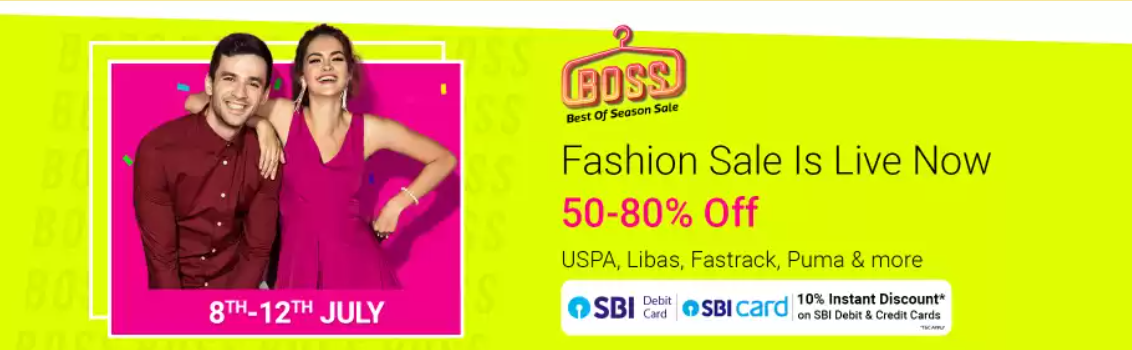 BOSS
Best Of Season Sale
Fashion Sale Is Live Now
50-80% Off
USPA, Libas, Fastrack, Puma & more
SBI Debit Card
SBI card
10% Instant Discount*
on SBI Debit & Credit Cards
*T&C APPLY
8TH-12TH JULY